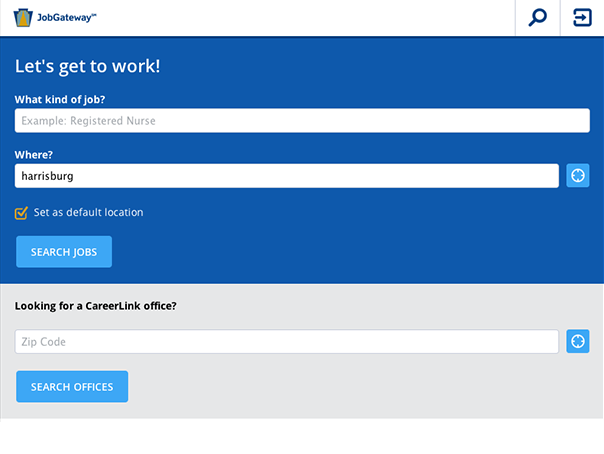 JobGateway℠
Let's get to work!
What kind of job?
Example: Registered Nurse
Where?
harrisburg
Set as default location
SEARCH JOBS
Looking for a CareerLink office?
Zip Code
SEARCH OFFICES